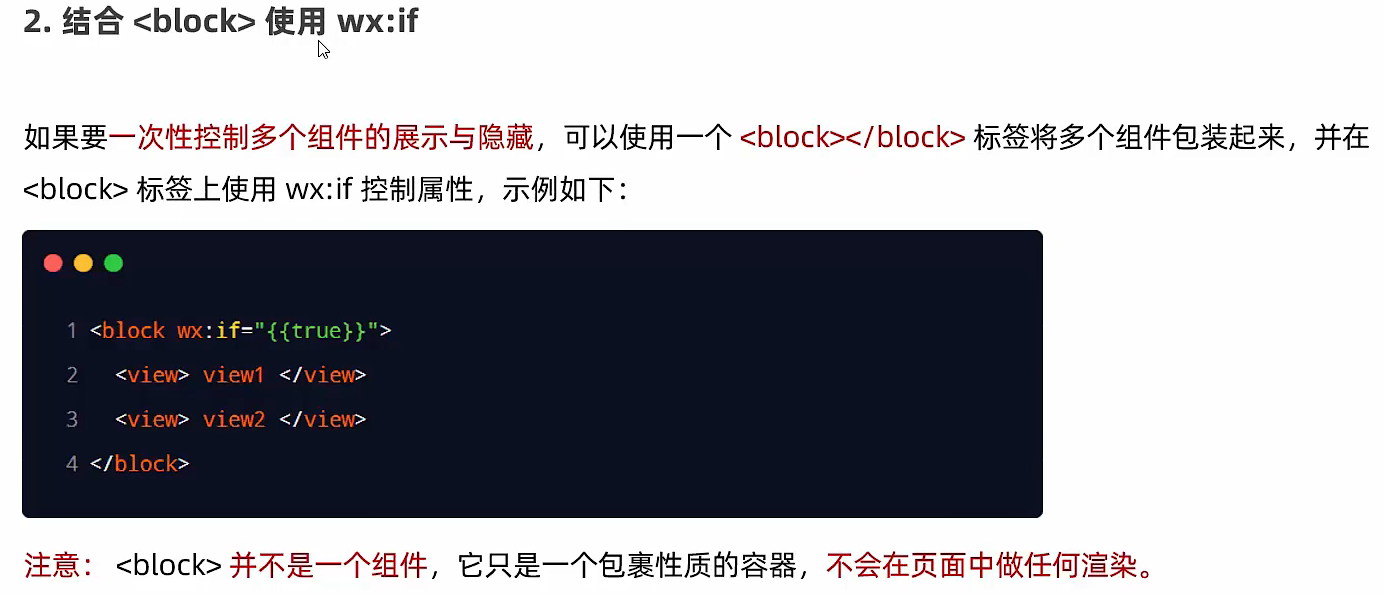 2. 结合 <block> 使用 wx:if
如果要一次性控制多个组件的展示与隐藏，可以使用一个 <block></block> 标签将多个组件包装起来，并在
<block> 标签上使用 wx:if 控制属性，示例如下：
1 <block wx:if="{{true}}">
2   <view> view1 </view>
3   <view> view2 </view>
4 </block>
注意： <block> 并不是一个组件，它只是一个包裹性质的容器，不会在页面中做任何渲染。